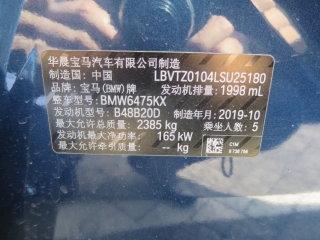 华晨宝马汽车有限公司制造
制造国：中国 LBVTZ0104LSU25180
品牌：宝马(BMW)牌 发动机排量：1998 mL
整车型号：BMW6475KX
发动机型号：B48B20D 制造年月：2019-10
最大允许总质量：2385 kg 乘坐人数：5
发动机最大净功率：165 kW C1M
最大允许牵引质量：-- kg